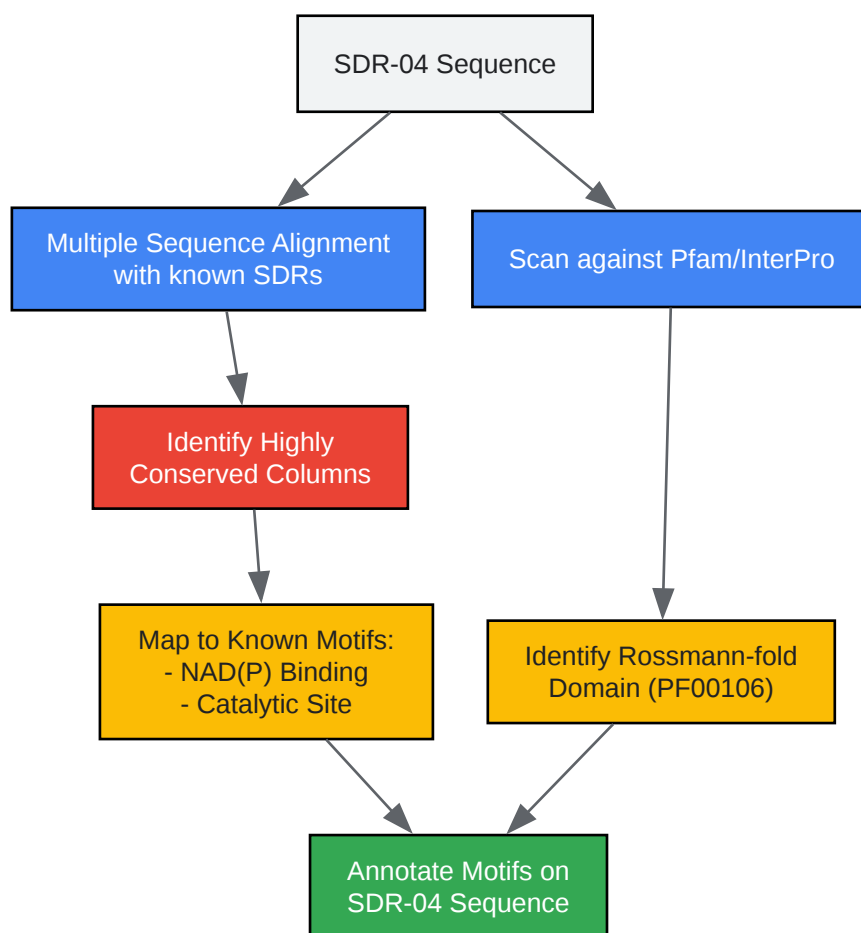 SDR-04 Sequence
Multiple Sequence Alignment
with known SDRs
Scan against Pfam/InterPro
Identify Highly
Conserved Columns
Map to Known Motifs:
- NAD(P) Binding
- Catalytic Site
Identify Rossmann-fold
Domain (PF00106)
Annotate Motifs on
SDR-04 Sequence